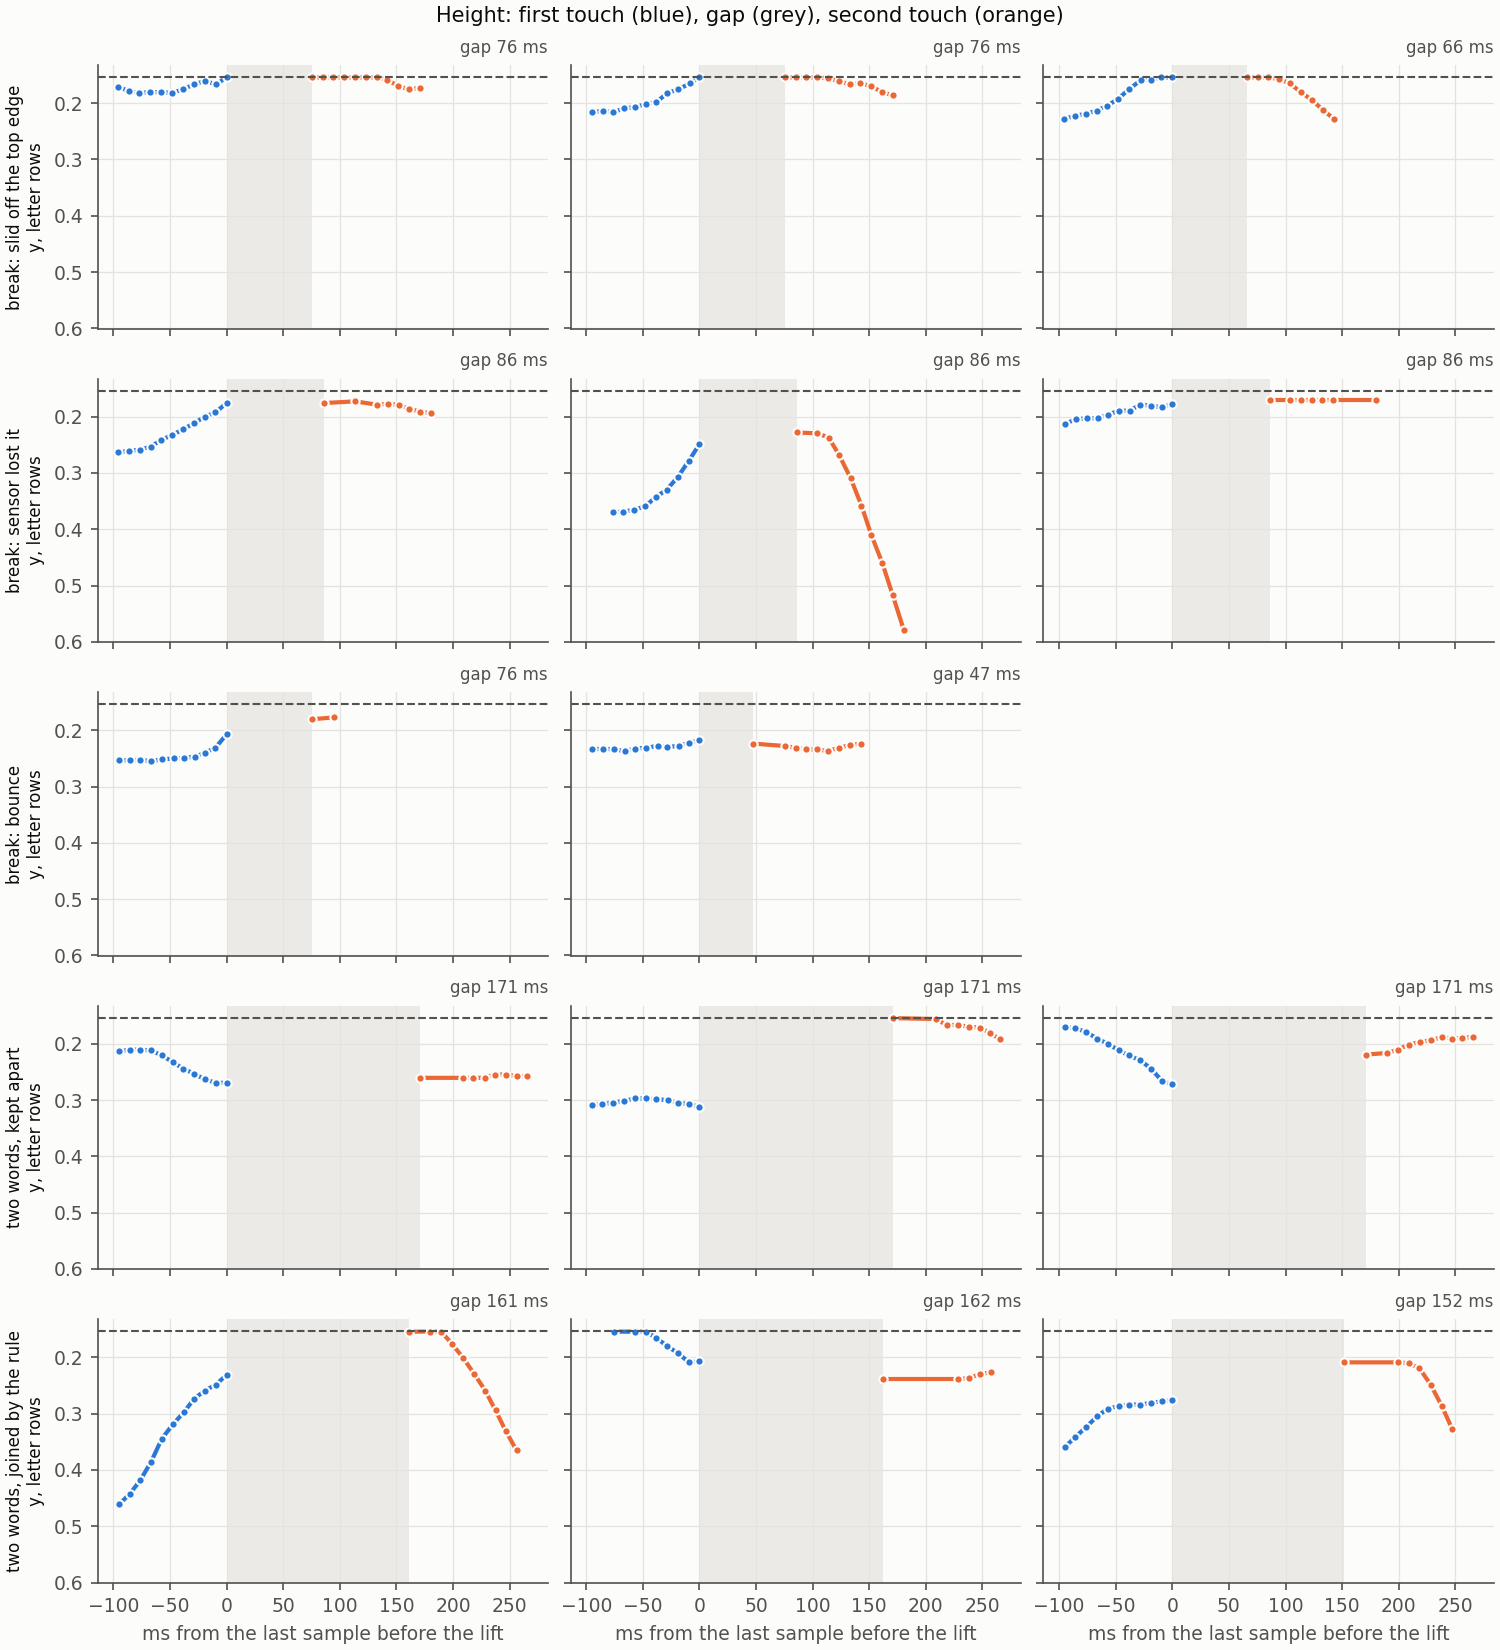 Height: first touch (blue), gap (grey), second touch (orange)
gap 76 ms
gap 76 ms
gap 66 ms
break: slid off the top edge
y, letter rows
0.2
0.3
0.4
0.5
0.6
gap 86 ms
gap 86 ms
gap 86 ms
break: sensor lost it
y, letter rows
0.2
0.3
0.4
0.5
0.6
gap 76 ms
gap 47 ms
break: bounce
y, letter rows
0.2
0.3
0.4
0.5
0.6
gap 171 ms
gap 171 ms
gap 171 ms
two words, kept apart
y, letter rows
0.2
0.3
0.4
0.5
0.6
gap 161 ms
gap 162 ms
gap 152 ms
two words, joined by the rule
y, letter rows
0.2
0.3
0.4
0.5
0.6
−100 −50 0 50 100 150 200 250
−100 −50 0 50 100 150 200 250
−100 −50 0 50 100 150 200 250
ms from the last sample before the lift
ms from the last sample before the lift
ms from the last sample before the lift